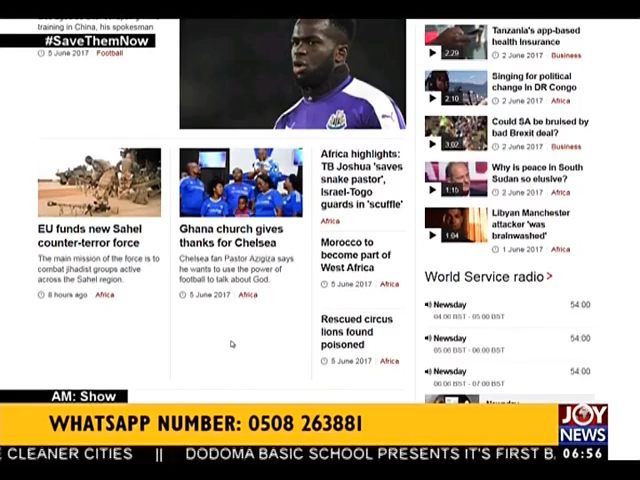 training in China, his spokesman
#SaveThemNow
5 June 2017 | Football
EU funds new Sahel
counter-terror force
The main mission of the force is to
combat jihadist groups active
across the Sahel region.
8 hours ago | Africa
Ghana church gives
thanks for Chelsea
Chelsea fan Pastor Azigiza says
he wants to use the power of
football to talk about God.
5 June 2017 | Africa
Africa highlights:
TB Joshua 'saves
snake pastor',
Israel-Togo
guards in 'scuffle'
Africa
Morocco to
become part of
West Africa
5 June 2017 | Africa
Rescued circus
lions found
poisoned
5 June 2017 | Africa
2:29
Tanzania's app-based
health Insurance
2 June 2017 | Business
2:10
Singing for political
change in DR Congo
2 June 2017 | Africa
3:02
Could SA be bruised by
bad Brexit deal?
2 June 2017 | Business
1:15
Why is peace in South
Sudan so elusive?
2 June 2017 | Africa
1:04
Libyan Manchester
attacker 'was
brainwashed'
1 June 2017 | Africa
World Service radio >
Newsday 54:00
04:00 BST - 05:00 BST
Newsday 54:00
05:06 BST - 06:00 BST
Newsday 54:00
06:06 BST - 07:00 BST
AM: Show
WHATSAPP NUMBER: 0508 263881
JOY
NEWS
E CLEANER CITIES || DODOMA BASIC SCHOOL PRESENTS IT'S FIRST B.
06:56